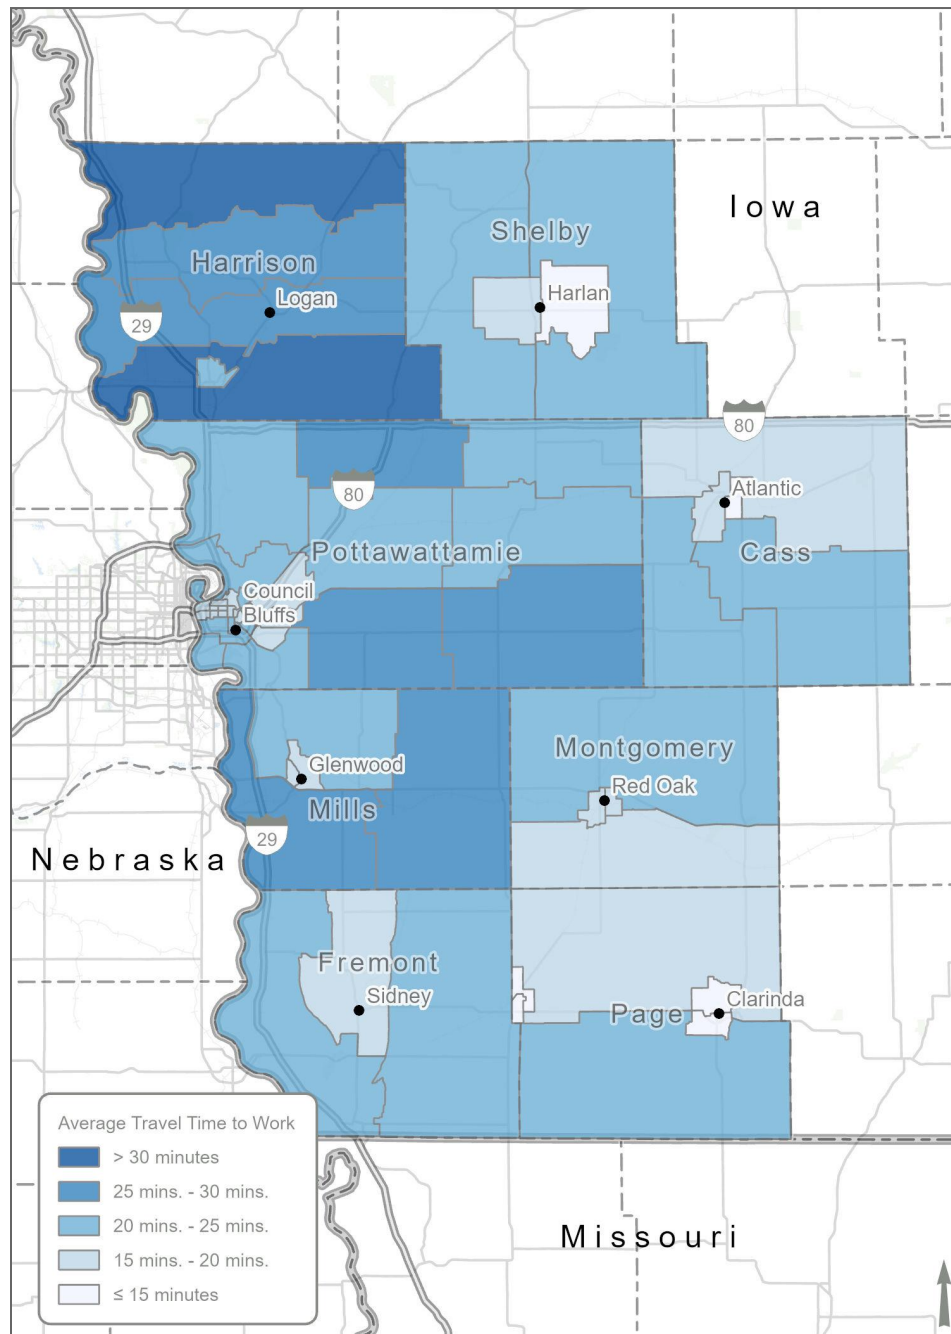 Iowa
Shelby
Harrison
Harlan
Logan
29
80
Atlantic
80
Pottawattamie
Cass
Council
Bluffs
Montgomery
Glenwood
Red Oak
Mills
29
Nebraska
Fremont
Sidney
Clarinda
Page
Average Travel Time to Work
> 30 minutes
25 mins. - 30 mins.
20 mins. - 25 mins.
15 mins. - 20 mins.
≤ 15 minutes
Missouri